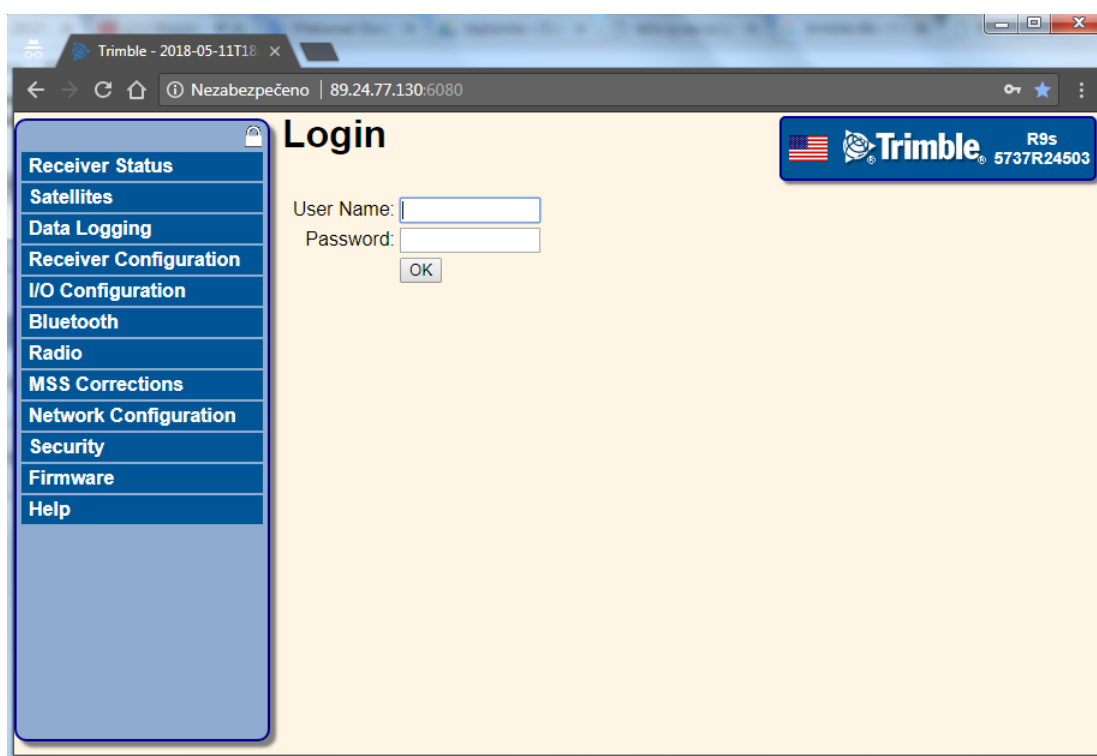 Trimble - 2018-05-11T18
Nezabezpečeno | 89.24.77.130:6080
Login
Trimble
R9s
5737R24503
Receiver Status
Satellites
Data Logging
Receiver Configuration
I/O Configuration
Bluetooth
Radio
MSS Corrections
Network Configuration
Security
Firmware
Help
User Name:
Password:
OK